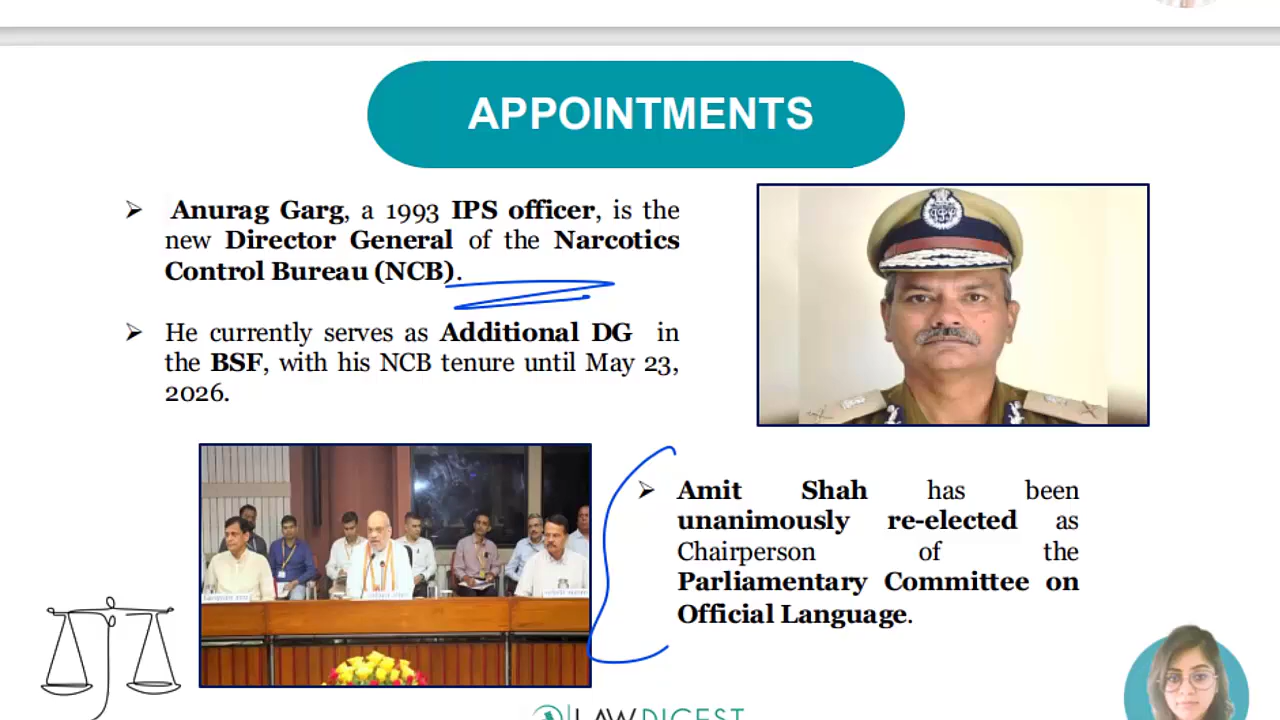 APPOINTMENTS
➢ Anurag Garg, a 1993 IPS officer, is the
new Director General of the Narcotics
Control Bureau (NCB).
➢ He currently serves as Additional DG in
the BSF, with his NCB tenure until May 23,
2026.
➢ Amit Shah has been
unanimously re-elected as
Chairperson of the
Parliamentary Committee on
Official Language.
LAW DIGEST